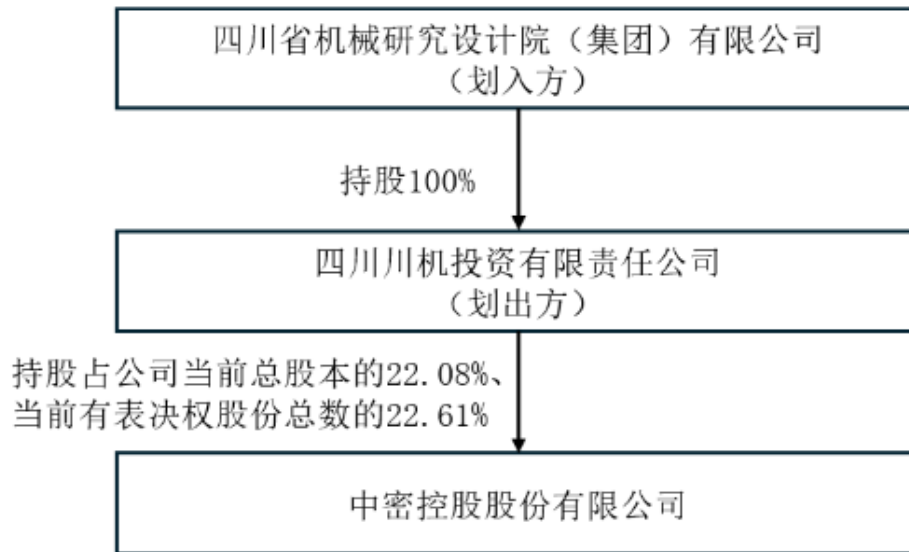 四川省机械研究设计院（集团）有限公司
（划入方）
持股100%
四川川机投资有限责任公司
（划出方）
持股占公司当前总股本的22.08%、
当前有表决权股份总数的22.61%
中密控股股份有限公司